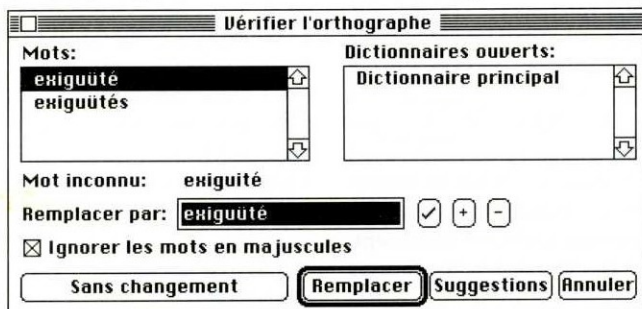 Vérifier l'orthographe
Mots:
Dictionnaires ouverts:
exiguüté
exiguütés
Dictionnaire principal
Mot inconnu: exiguité
Remplacer par: exiguüté ✓ + -
Ignorer les mots en majuscules
Sans changement Remplacer Suggestions Annuler